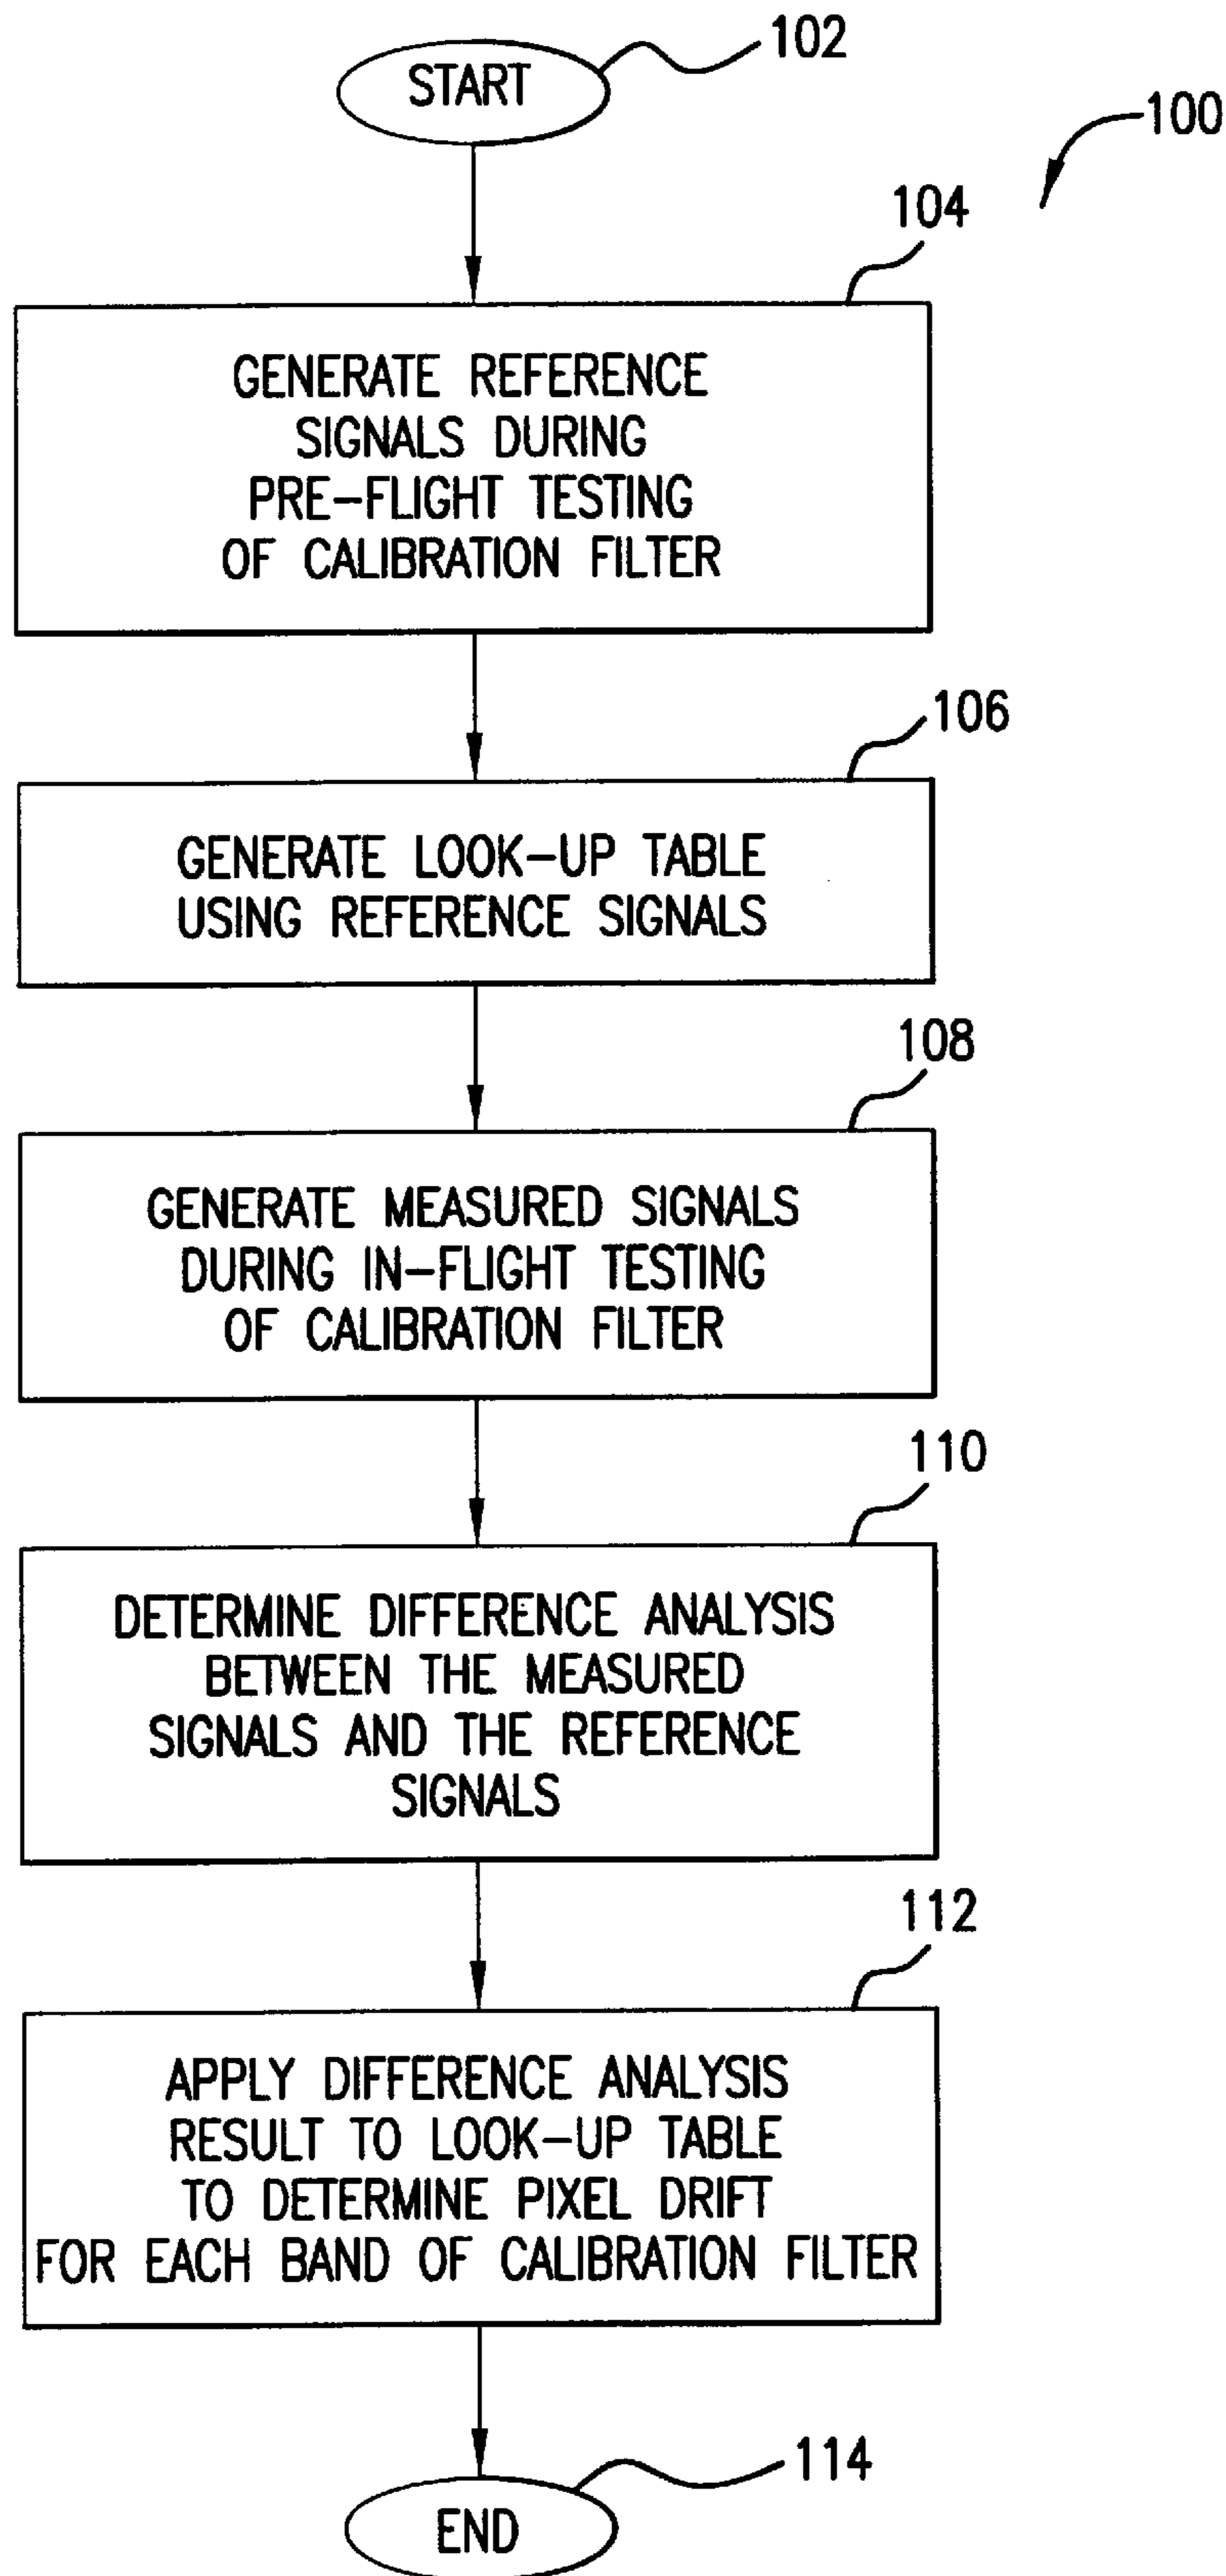 102
START
100
104
GENERATE REFERENCE
SIGNALS DURING
PRE-FLIGHT TESTING
OF CALIBRATION FILTER
106
GENERATE LOOK-UP TABLE
USING REFERENCE SIGNALS
108
GENERATE MEASURED SIGNALS
DURING IN-FLIGHT TESTING
OF CALIBRATION FILTER
110
DETERMINE DIFFERENCE ANALYSIS
BETWEEN THE MEASURED
SIGNALS AND THE REFERENCE
SIGNALS
112
APPLY DIFFERENCE ANALYSIS
RESULT TO LOOK-UP TABLE
TO DETERMINE PIXEL DRIFT
FOR EACH BAND OF CALIBRATION FILTER
114
END